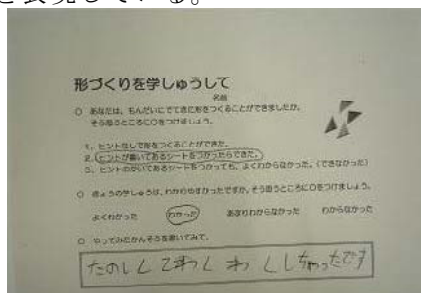 を表現している。
形づくりを学しゅうして
名前
○ あなたは、もんだいにでてきた形をつくることができましたか。
そう思うところに○をつけましょう。
1、ヒントなしで形をつくることができた。
2、ヒントが書いてあるシートをつかったらできた。
3、ヒントのかいてあるシートをつかっても、よくわからなかった。（できなかった）
○ きょうの学しゅうは、わかりやすかったですか。そう思うところに○をつけましょう。
よくわかった わかった あまりわからなかった わからなかった
○ やってみたかんそうを書いてみて。
たのしくてわくわくしちゃったです